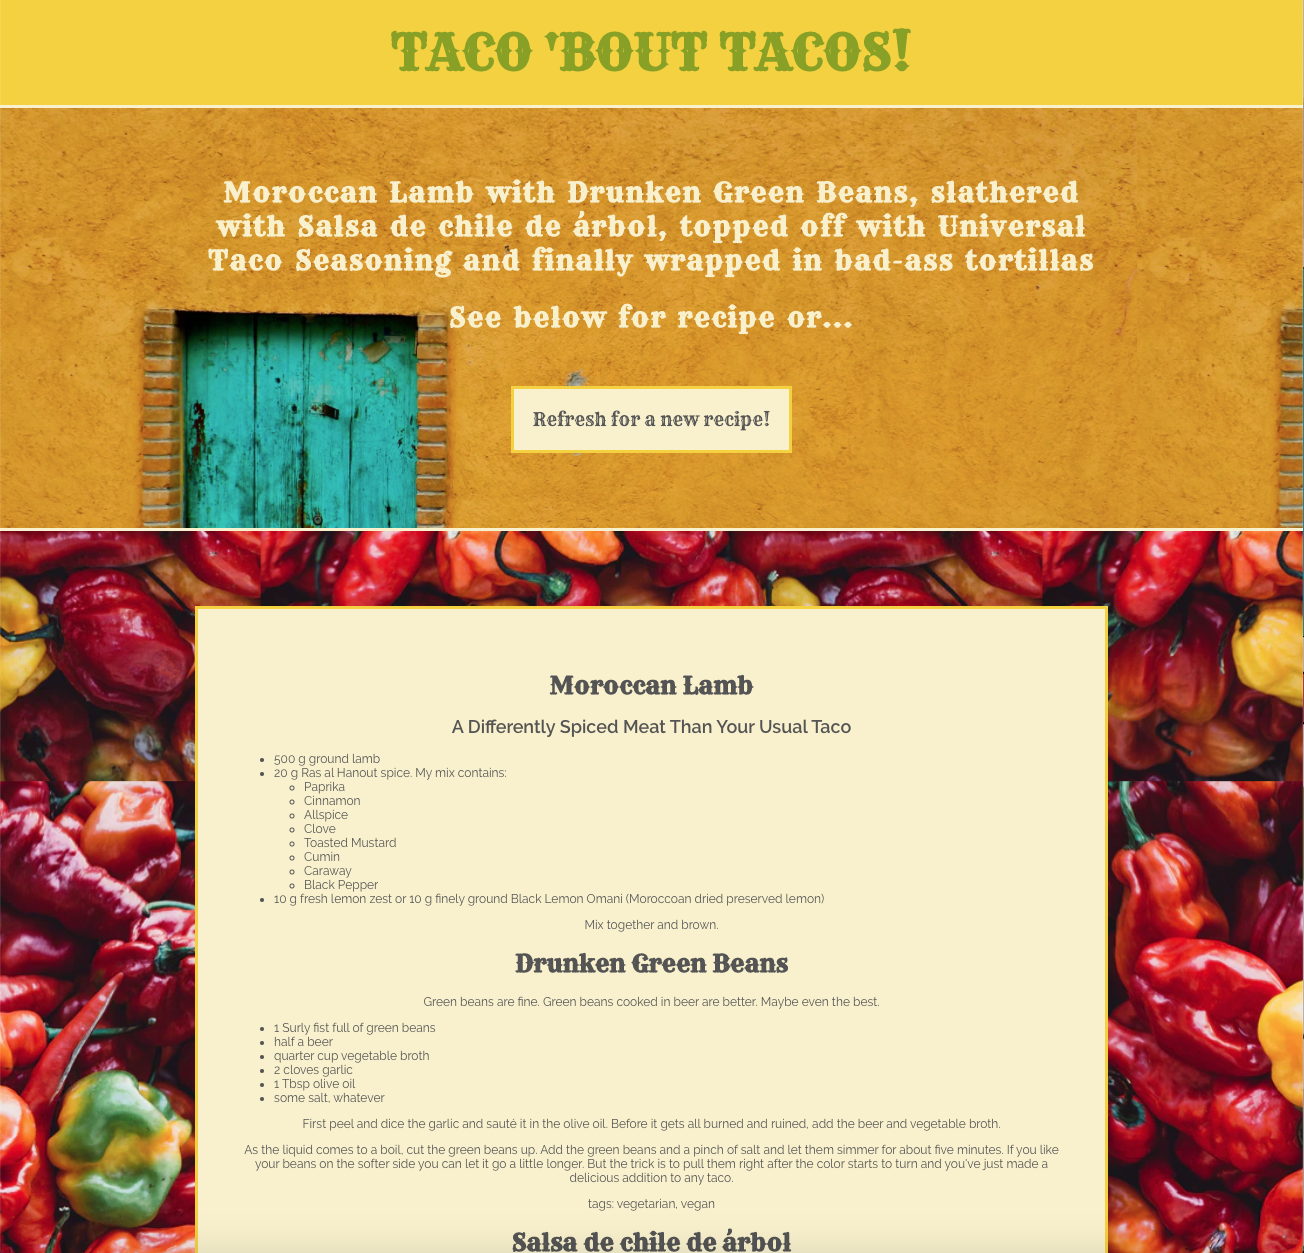 TACO 'BOUT TACOS!
Moroccan Lamb with Drunken Green Beans, slathered
with Salsa de chile de árbol, topped off with Universal
Taco Seasoning and finally wrapped in bad-ass tortillas
See below for recipe or...
Refresh for a new recipe!
Moroccan Lamb
A Differently Spiced Meat Than Your Usual Taco
500 g ground lamb
20 g Ras al Hanout spice. My mix contains:
Paprika
Cinnamon
Allspice
Clove
Toasted Mustard
Cumin
Caraway
Black Pepper
10 g fresh lemon zest or 10 g finely ground Black Lemon Omani (Moroccoan dried preserved lemon)
Mix together and brown.
Drunken Green Beans
Green beans are fine. Green beans cooked in beer are better. Maybe even the best.
1 Surly fist full of green beans
half a beer
quarter cup vegetable broth
2 cloves garlic
1 Tbsp olive oil
some salt, whatever
First peel and dice the garlic and sauté it in the olive oil. Before it gets all burned and ruined, add the beer and vegetable broth.
As the liquid comes to a boil, cut the green beans up. Add the green beans and a pinch of salt and let them simmer for about five minutes. If you like
your beans on the softer side you can let it go a little longer. But the trick is to pull them right after the color starts to turn and you've just made a
delicious addition to any taco.
tags: vegetarian, vegan
Salsa de chile de árbol